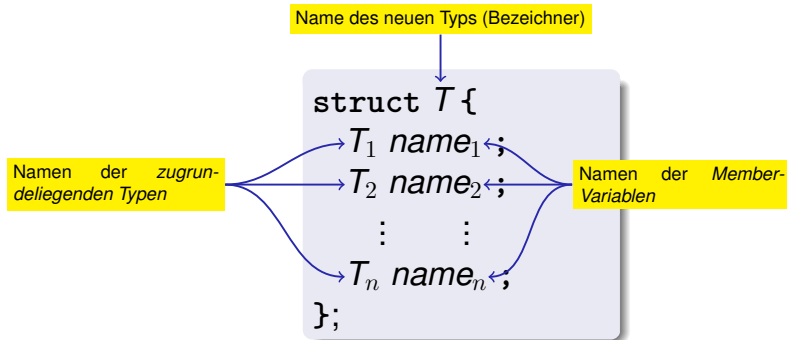 Name des neuen Typs (Bezeichner)
struct T {
T₁ name₁ ;
Namen der zugrun-
deliegenden Typen
T₂ name₂ ;
Namen der Member-
Variablen
⋮ ⋮
Tₙ nameₙ ;
};